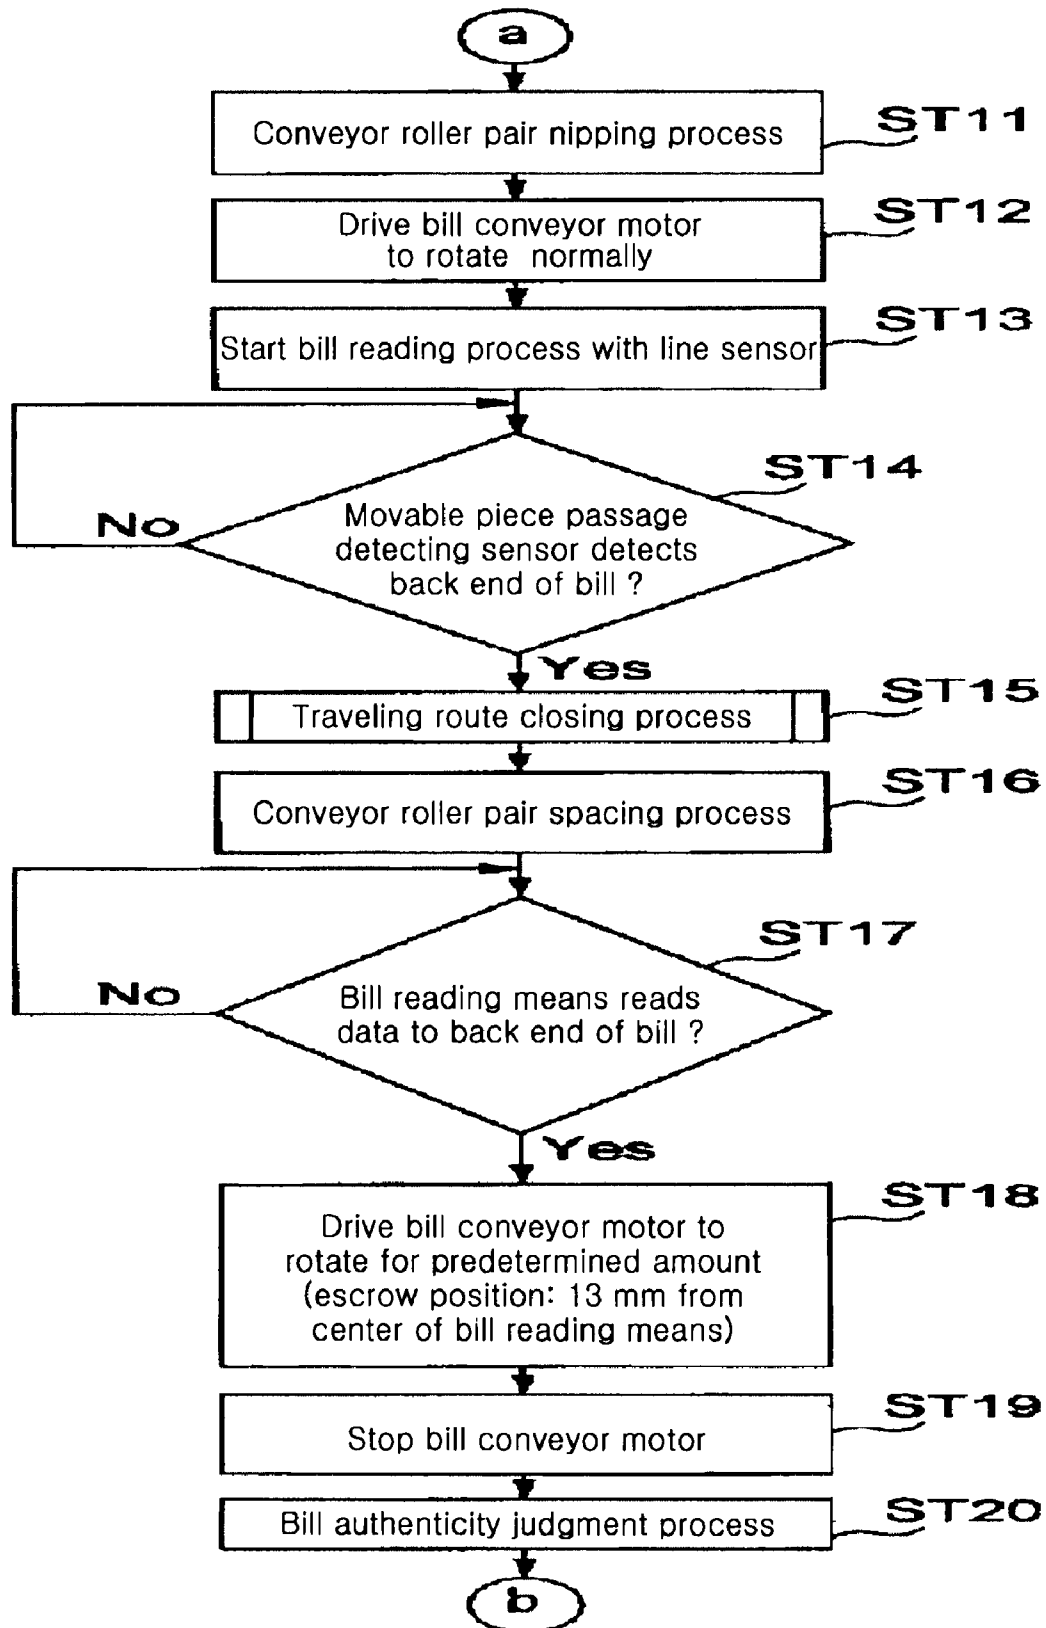 a
Conveyor roller pair nipping process
ST11
Drive bill conveyor motor
to rotate normally
ST12
Start bill reading process with line sensor
ST13
ST14
Movable piece passage
detecting sensor detects
back end of bill ?
No
Yes
Traveling route closing process
ST15
Conveyor roller pair spacing process
ST16
ST17
Bill reading means reads
data to back end of bill ?
No
Yes
ST18
Drive bill conveyor motor to
rotate for predetermined amount
(escrow position: 13 mm from
center of bill reading means)
ST19
Stop bill conveyor motor
ST20
Bill authenticity judgment process
b